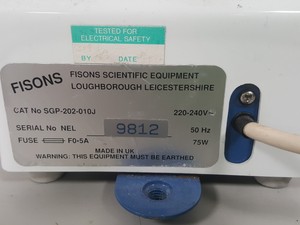 TESTED FOR
ELECTRICAL SAFETY
BY DATE
FISONS
FISONS SCIENTIFIC EQUIPMENT
LOUGHBOROUGH LEICESTERSHIRE
CAT No SGP-202-010J 220-240V~
SERIAL No NEL 9812 50 Hz
FUSE F0-5A 75W
MADE IN UK
WARNING: THIS EQUIPMENT MUST BE EARTHED